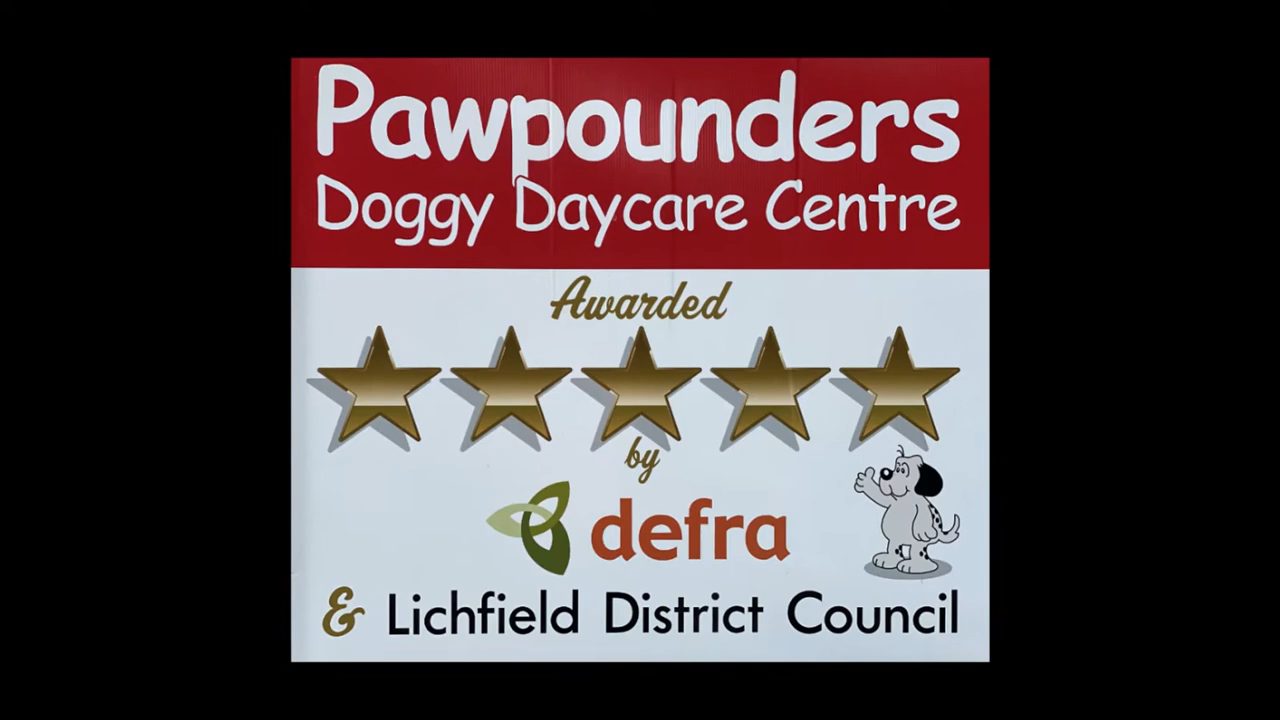 Pawpounders
Doggy Daycare Centre
Awarded
by
defra
& Lichfield District Council